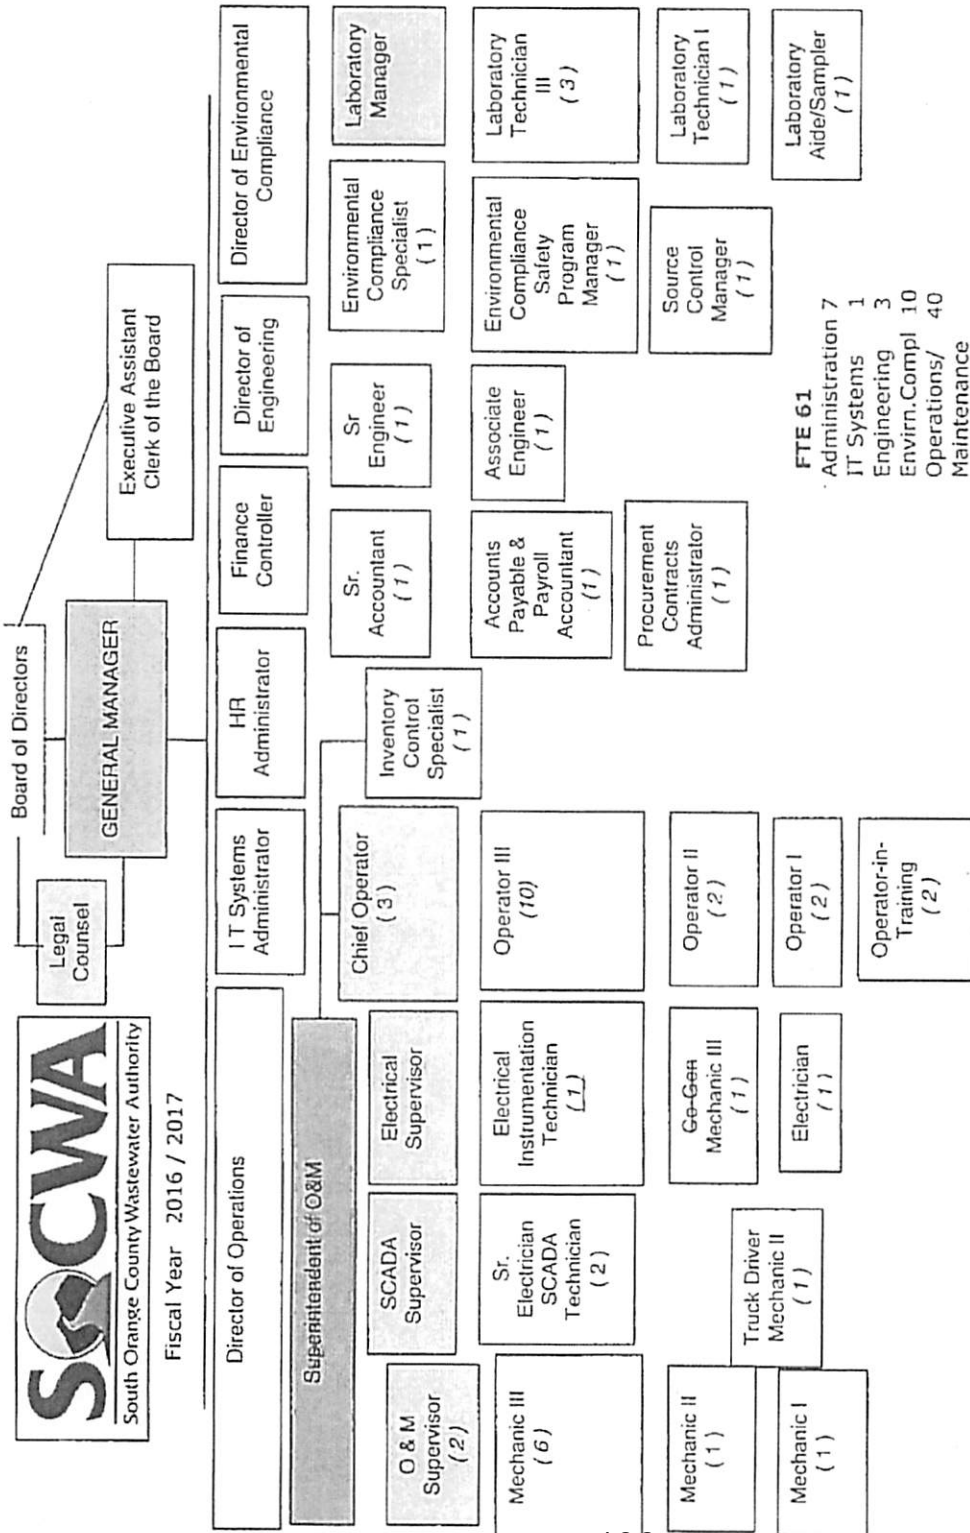 SOCWA
South Orange County Wastewater Authority
Fiscal Year 2016 / 2017
Board of Directors
Legal
Counsel
GENERAL MANAGER
Executive Assistant
Clerk of the Board
Director of Operations
IT Systems
Administrator
HR
Administrator
Finance
Controller
Director of
Engineering
Director of Environmental
Compliance
Superintendent of O&M
O & M
Supervisor
(2)
SCADA
Supervisor
Electrical
Supervisor
Chief Operator
(3)
Inventory
Control
Specialist
(1)
Sr.
Accountant
(1)
Sr
Engineer
(1)
Environmental
Compliance
Specialist
(1)
Laboratory
Manager
Mechanic III
(6)
Sr.
Electrician
SCADA
Technician
(2)
Electrical
Instrumentation
Technician
(1)
Operator III
(10)
Accounts
Payable &
Payroll
Accountant
(1)
Associate
Engineer
(1)
Environmental
Compliance
Safety
Program
Manager
(1)
Laboratory
Technician
III
(3)
Mechanic II
(1)
Truck Driver
Mechanic II
(1)
Co-Gen
Mechanic III
(1)
Operator II
(2)
Procurement
Contracts
Administrator
(1)
Source
Control
Manager
(1)
Laboratory
Technician I
(1)
Mechanic I
(1)
Electrician
(1)
Operator I
(2)
Laboratory
Aide/Sampler
(1)
Operator-in-
Training
(2)
FTE 61
Administration 7
IT Systems 1
Engineering 3
Envirn.Compl 10
Operations/ 40
Maintenance